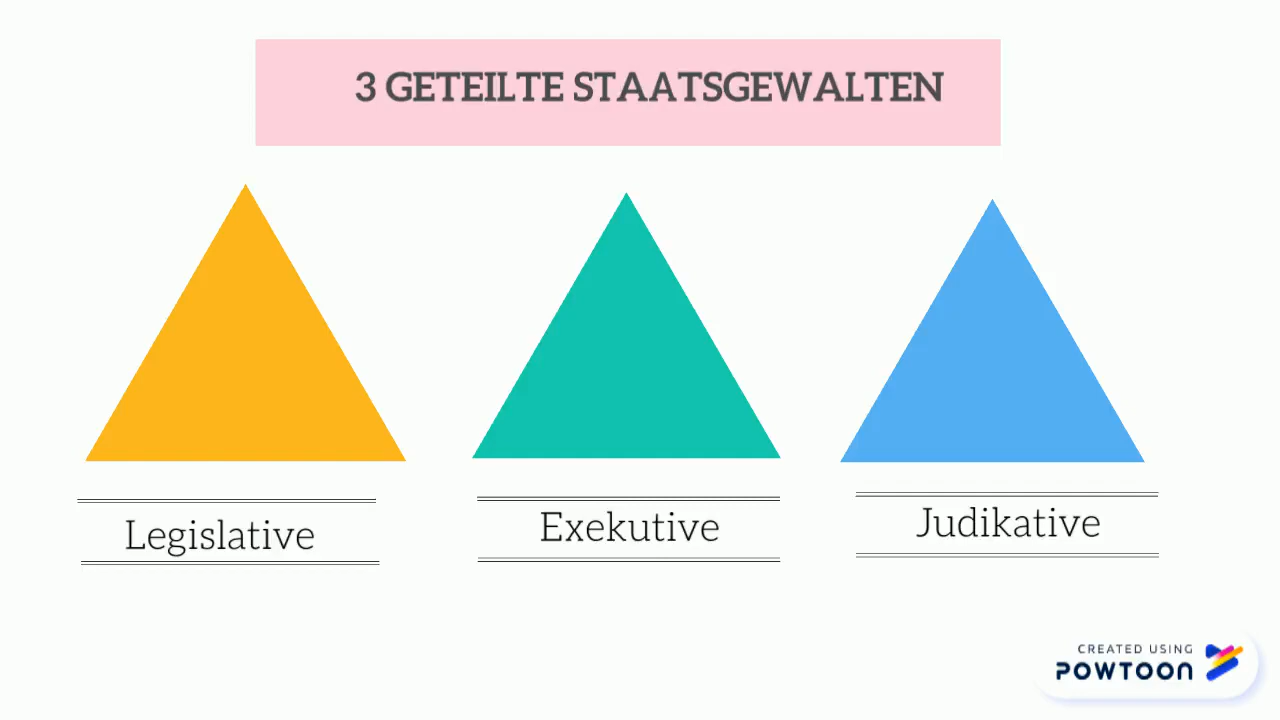 3 GETEILTE STAATSGEWALTEN
Legislative
Exekutive
Judikative
CREATED USING
POWTOON